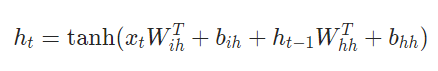 h_t = tanh(x_t W_{ih}^T + b_{ih} + h_{t-1} W_{hh}^T + b_{hh})